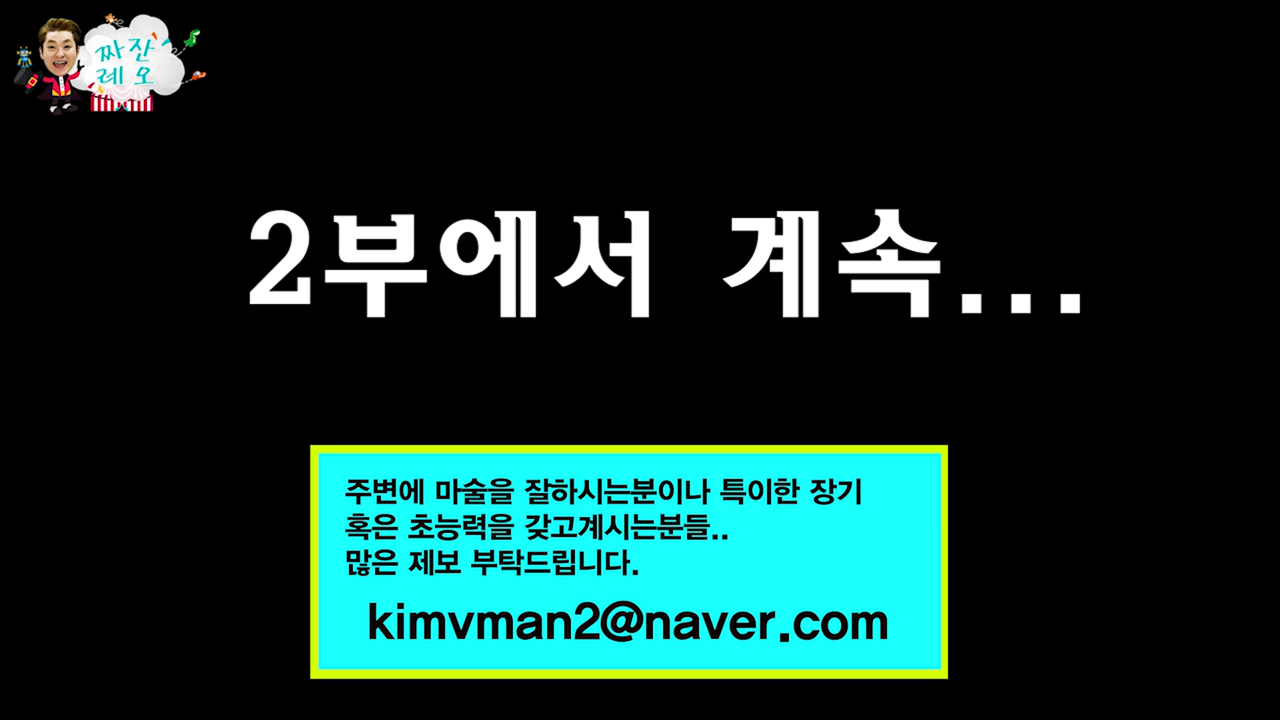 짜잔
레오
2부에서 계속...
주변에 마술을 잘하시는분이나 특이한 장기
혹은 초능력을 갖고계시는분들..
많은 제보 부탁드립니다.
kimvman2@naver.com